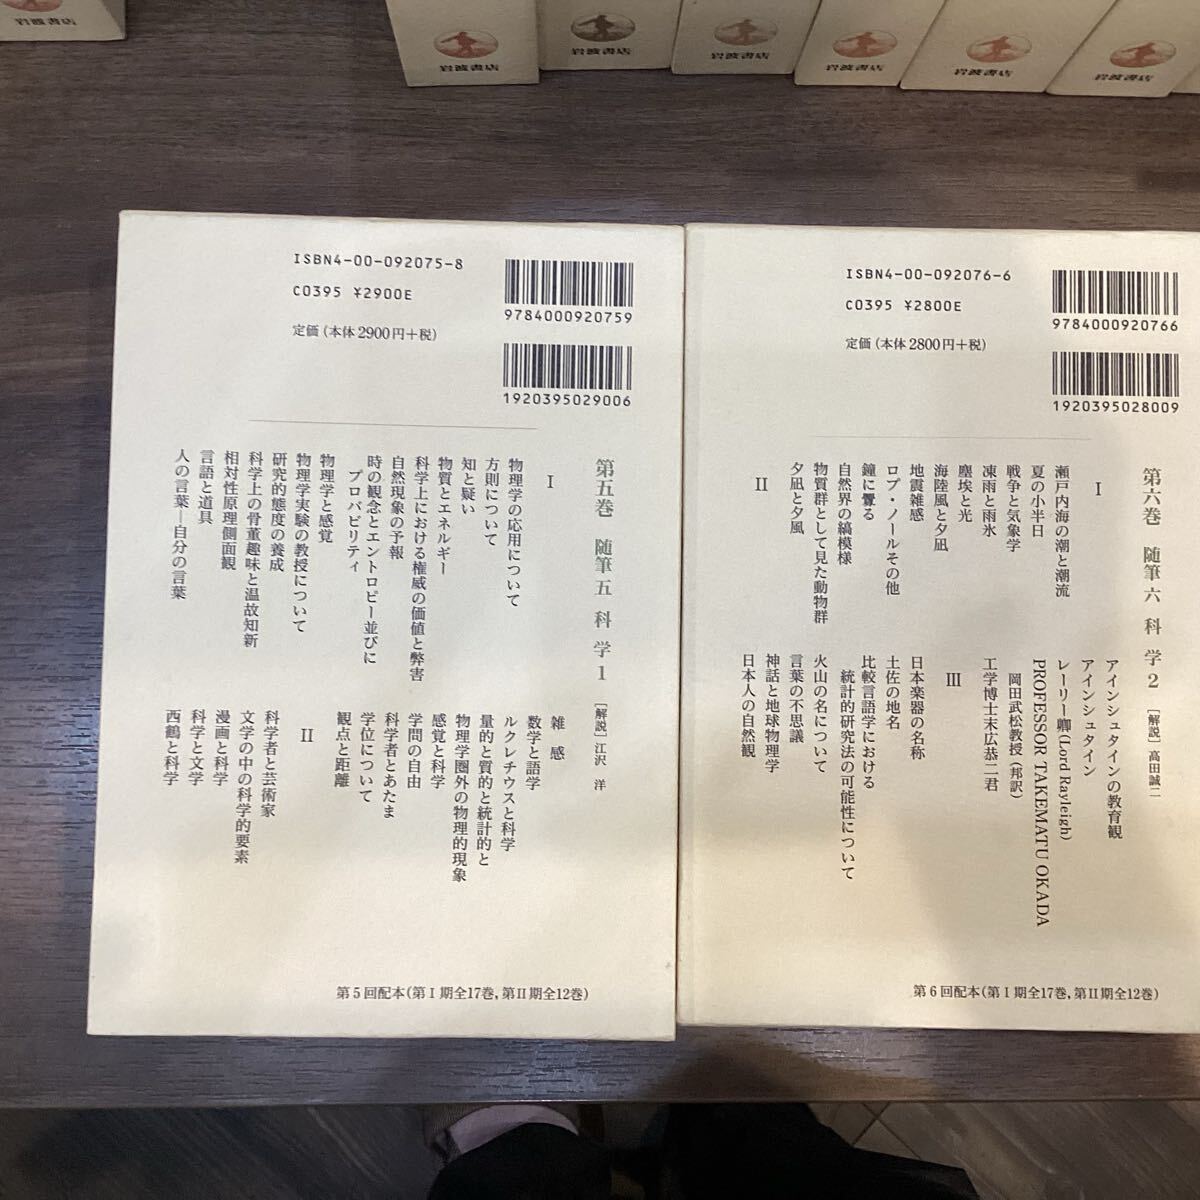 岩波書店
岩波書店
岩波書店
岩波書店
岩波書店
岩波書店
岩波書店
ISBN4-00-092075-8
C0395 ¥2900E
定価(本体2900円+税)
9784000920759
1920395029006
第五巻 随筆五 科学1 [解説]江沢 洋
I
物理学の応用について
方則について
知と疑い
物質とエネルギー
科学上における権威の価値と弊害
自然現象の予報
時の観念とエントロピー並びに
プロバビリティ
物理学と感覚
物理学実験の教授について
研究的態度の養成
科学上の骨董趣味と温故知新
相対性原理側面観
言語と道具
人の言葉―自分の言葉
雑感
数学と語学
ルクレチウスと科学
量的と質的と統計的と
物理学圏外の物理的現象
感覚と科学
学問の自由
科学者とあたま
学位について
観点と距離
II
科学者と芸術家
文学の中の科学的要素
漫画と科学
科学と文学
西鶴と科学
第5回配本(第I期全17巻,第II期全12巻)
ISBN4-00-092076-6
C0395 ¥2800E
定価(本体2800円+税)
9784000920766
1920395028009
第六巻 随筆六 科学2 [解説]高田誠二
I
瀬戸内海の潮と潮流
夏の小半日
戦争と気象学
凍雨と雨氷
塵埃と光
海陸風と夕凪
地震雑感
ロプ・ノールその他
鐘に釁る
自然界の縞模様
物質群として見た動物群
夕凪と夕風
II
アインシュタインの教育観
アインシュタイン
レーリー卿(Lord Rayleigh)
PROFESSOR TAKEMATU OKADA
岡田武松教授(邦訳)
工学博士末広恭二君
III
日本楽器の名称
土佐の地名
比較言語学における
統計的研究法の可能性について
火山の名について
言葉の不思議
神話と地球物理学
日本人の自然観
第6回配本(第I期全17巻,第II期全12巻)